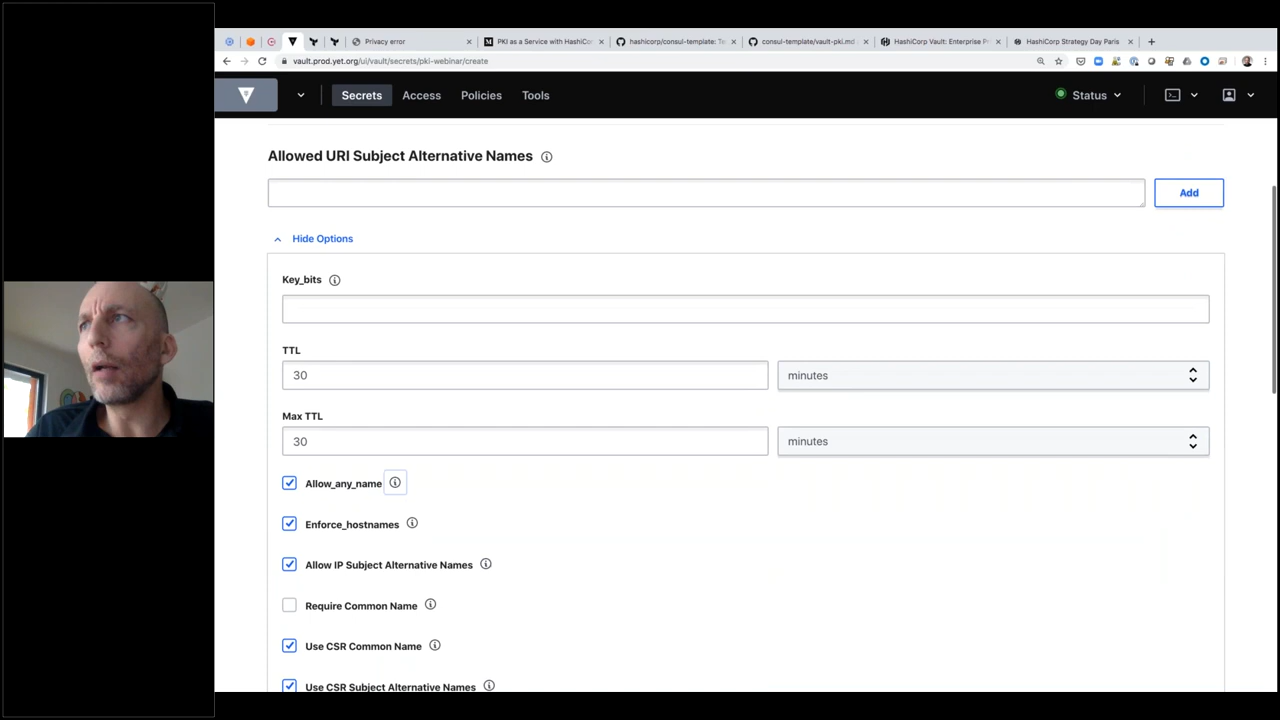 Privacy error
PKI as a Service with HashiC
hashicorp/consul-template: Te
consul-template/vault-pki.md
HashiCorp Vault: Enterprise P
HashiCorp Strategy Day Paris
vault.prod.yet.org/ui/vault/secrets/pki-webinar/create
Secrets
Access
Policies
Tools
Status
Allowed URI Subject Alternative Names
Add
Hide Options
Key_bits
TTL
30
minutes
Max TTL
30
minutes
Allow_any_name
Enforce_hostnames
Allow IP Subject Alternative Names
Require Common Name
Use CSR Common Name
Use CSR Subject Alternative Names